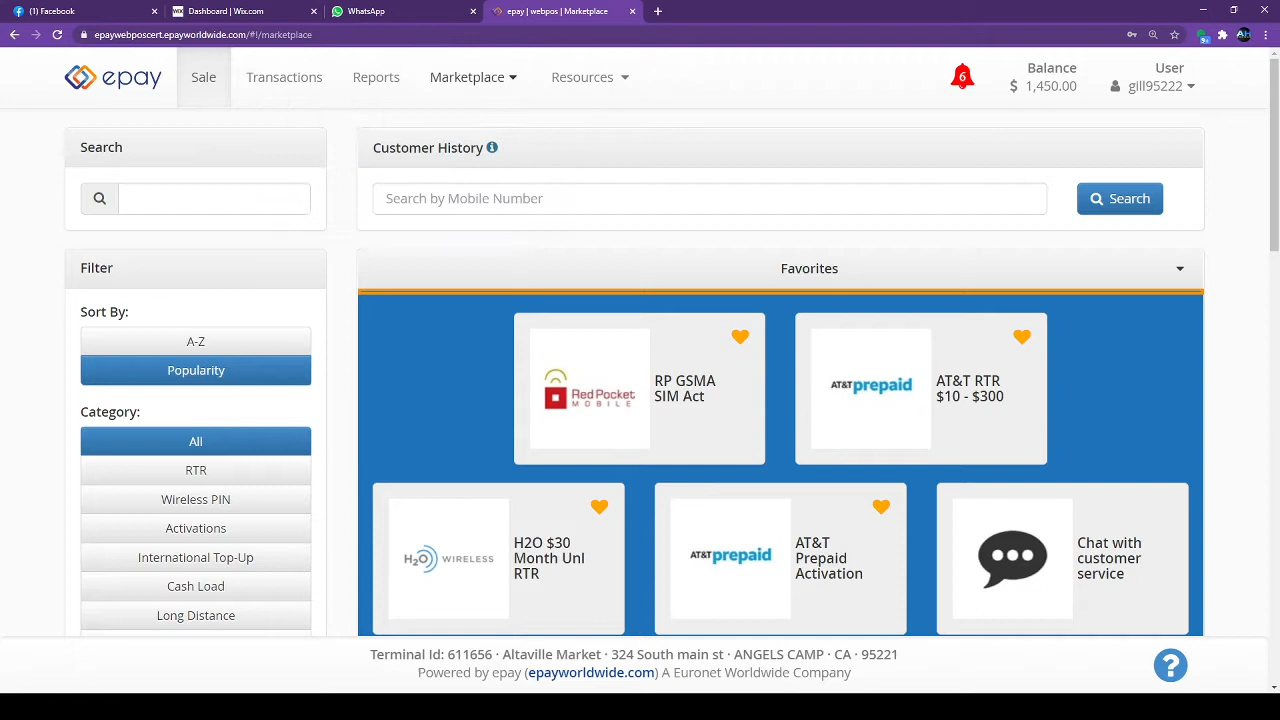 (1) Facebook
WIX Dashboard | Wix.com
WhatsApp
epay | webpos | Marketplace
epaywebposcert.epayworldwide.com/#!/marketplace
epay
Sale
Transactions
Reports
Marketplace
Resources
6
Balance
$ 1,450.00
User
gill95222
Search
Customer History
Search by Mobile Number
Search
Filter
Sort By:
A-Z
Popularity
Category:
All
RTR
Wireless PIN
Activations
International Top-Up
Cash Load
Long Distance
Favorites
Red Pocket
MOBILE
RP GSMA
SIM Act
AT&T prepaid
AT&T RTR
$10 - $300
H2O WIRELESS
H2O $30
Month Unl
RTR
AT&T prepaid
AT&T
Prepaid
Activation
Chat with
customer
service
Terminal Id: 611656 · Altaville Market · 324 South main st · ANGELS CAMP · CA · 95221
Powered by epay (epayworldwide.com) A Euronet Worldwide Company
?